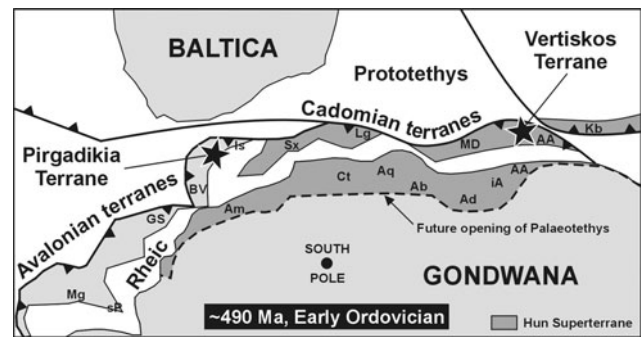 BALTICA
Prototethys
Vertiskos
Terrane
Cadomian terranes
Kb
Lg
MD
AA
Is
Sx
Pirgadikia
Terrane
BV
Ct
Aq
Ab
iA
AA
Ad
Avalonian terranes
GS
Am
Future opening of Palaeotethys
Rheic
SOUTH
POLE
GONDWANA
Mg
sP
~490 Ma, Early Ordovician
Hun Superterrane